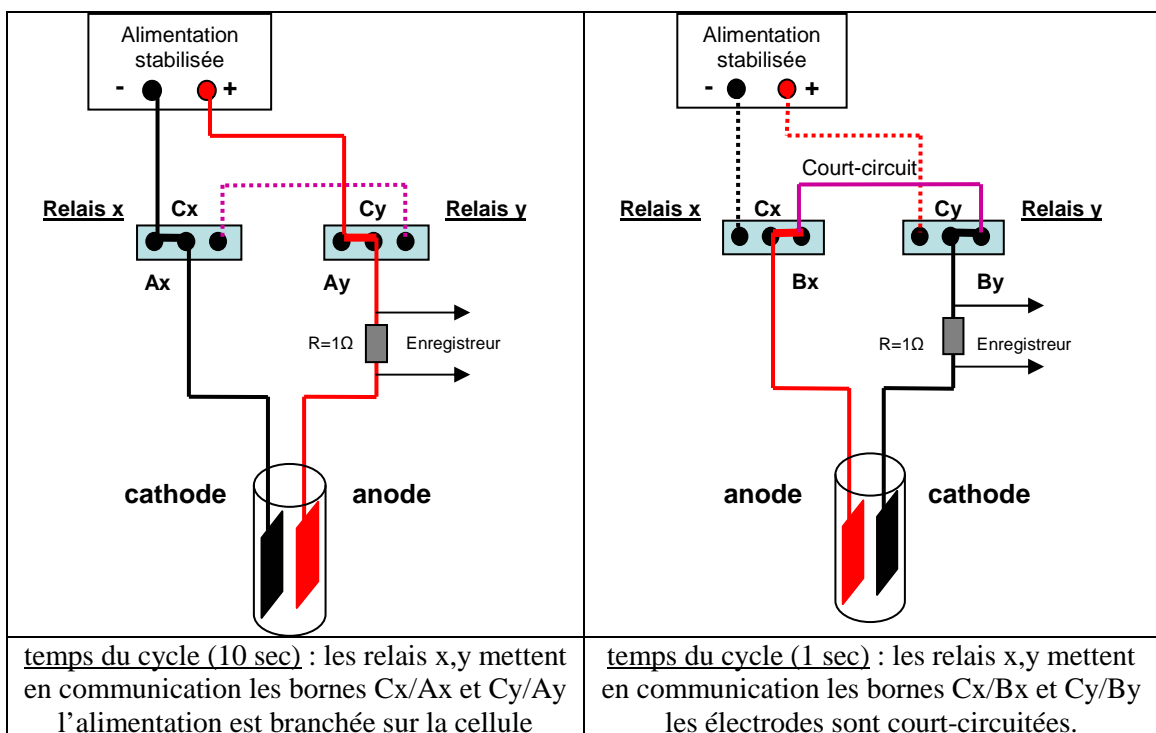 Alimentation
stabilisée
- +
Relais x Cx Cy Relais y
Ax Ay
R=1Ω Enregistreur
cathode anode
temps du cycle (10 sec) : les relais x,y mettent
en communication les bornes Cx/Ax et Cy/Ay
l’alimentation est branchée sur la cellule
Alimentation
stabilisée
- +
Court-circuit
Relais x Cx Cy Relais y
Bx By
R=1Ω Enregistreur
anode cathode
temps du cycle (1 sec) : les relais x,y mettent
en communication les bornes Cx/Bx et Cy/By
les électrodes sont court-circuitées.